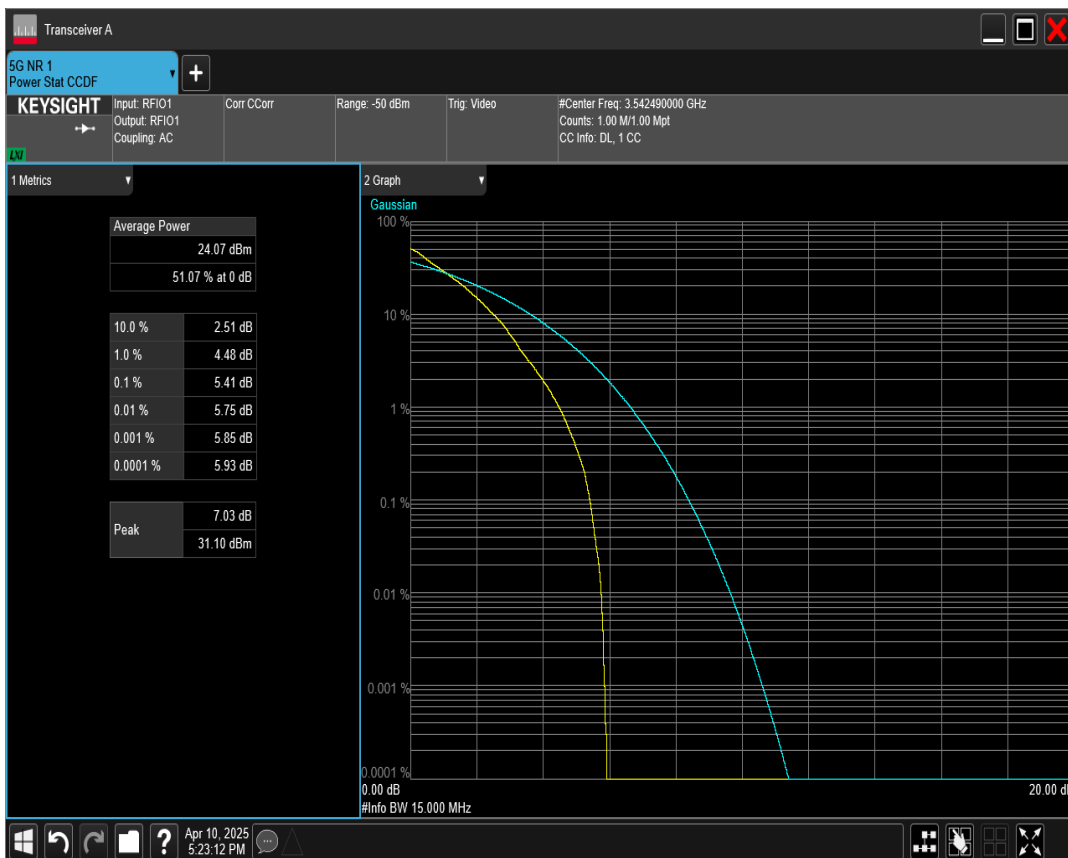 Transceiver A
5G NR 1
Power Stat CCDF
+
KEYSIGHT
LXI
Input: RFIO1
Output: RFIO1
Coupling: AC
Corr CCorr
Range: -50 dBm
Trig: Video
#Center Freq: 3.542490000 GHz
Counts: 1.00 M/1.00 Mpt
CC Info: DL, 1 CC
1 Metrics
Average Power
24.07 dBm
51.07 % at 0 dB
10.0 % 2.51 dB
1.0 % 4.48 dB
0.1 % 5.41 dB
0.01 % 5.75 dB
0.001 % 5.85 dB
0.0001 % 5.93 dB
Peak 7.03 dB
31.10 dBm
2 Graph
Gaussian
100 %
10 %
1 %
0.1 %
0.01 %
0.001 %
0.0001 %
0.00 dB 20.00 dB
#Info BW 15.000 MHz
?
Apr 10, 2025
5:23:12 PM